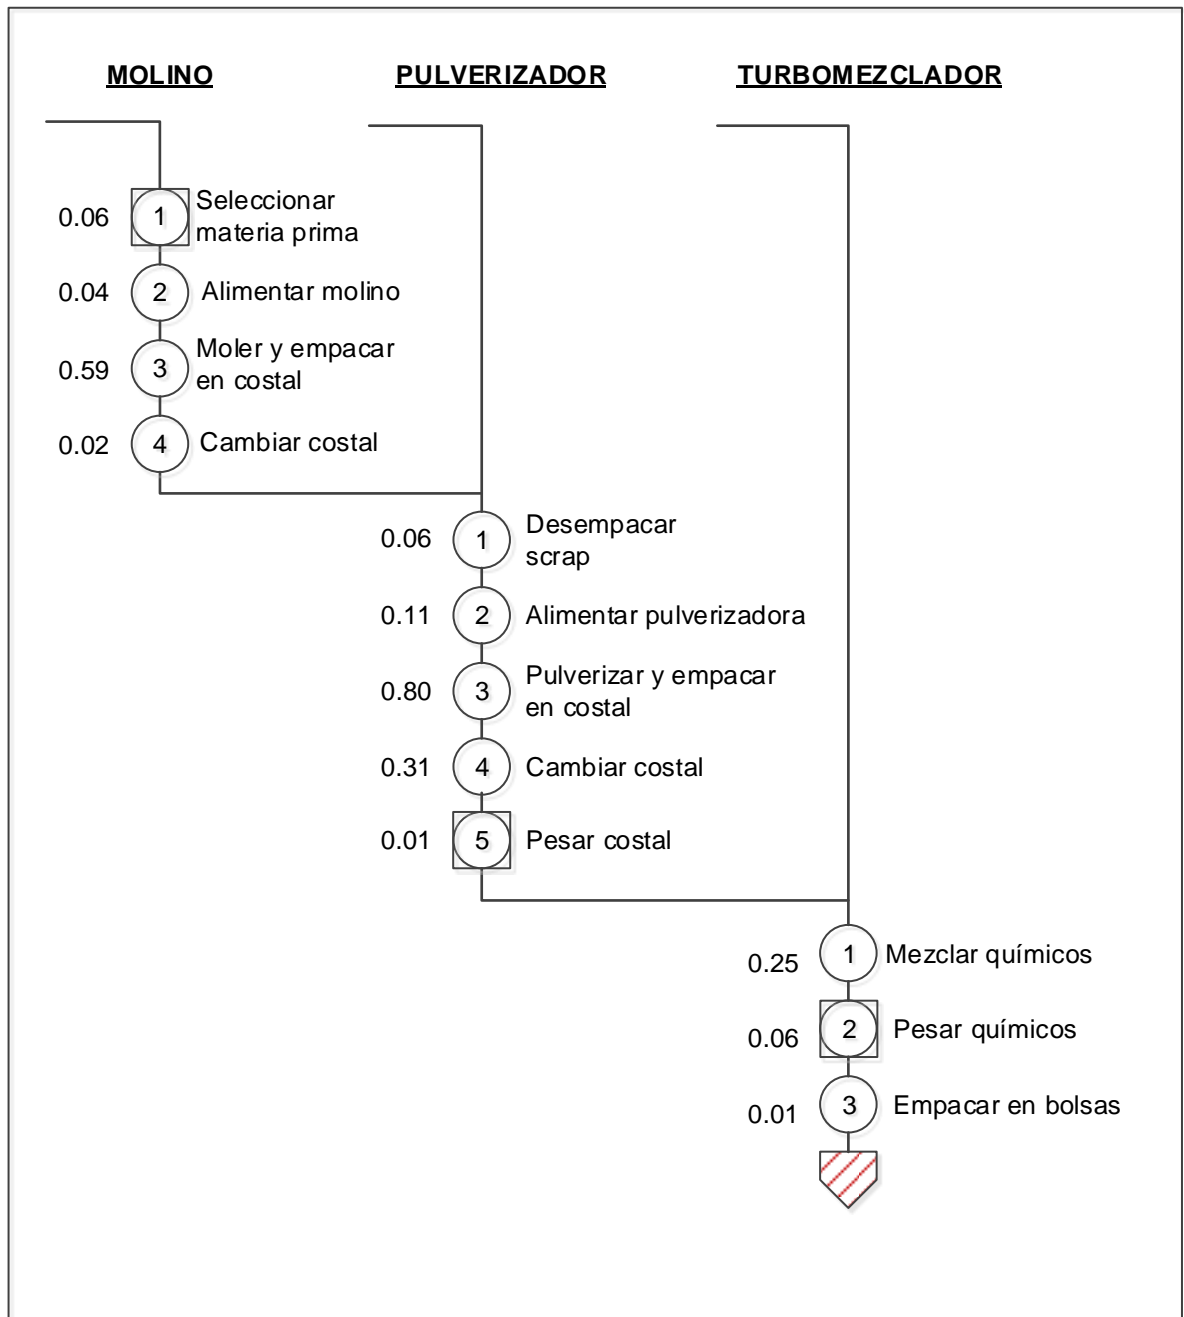 MOLINO
PULVERIZADOR
TURBOMEZCLADOR
0.06
1
Seleccionar
materia prima
0.04
2
Alimentar molino
0.59
3
Moler y empacar
en costal
0.02
4
Cambiar costal
0.06
1
Desempacar
scrap
0.11
2
Alimentar pulverizadora
0.80
3
Pulverizar y empacar
en costal
0.31
4
Cambiar costal
0.01
5
Pesar costal
0.25
1
Mezclar químicos
0.06
2
Pesar químicos
0.01
3
Empacar en bolsas